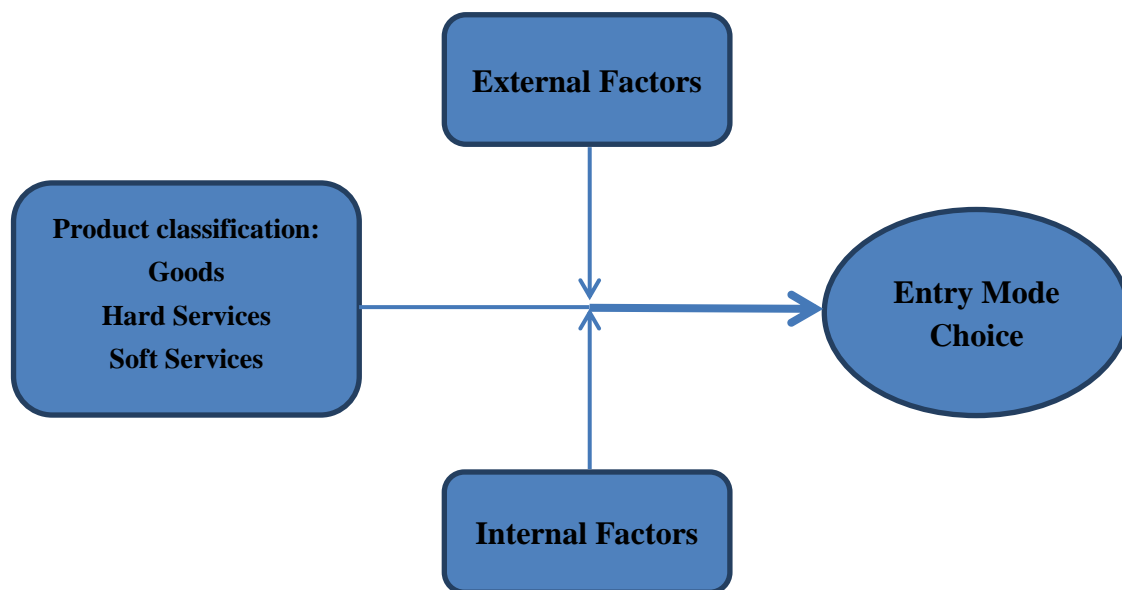 External Factors
Product classification:
Goods
Hard Services
Soft Services
Entry Mode
Choice
Internal Factors